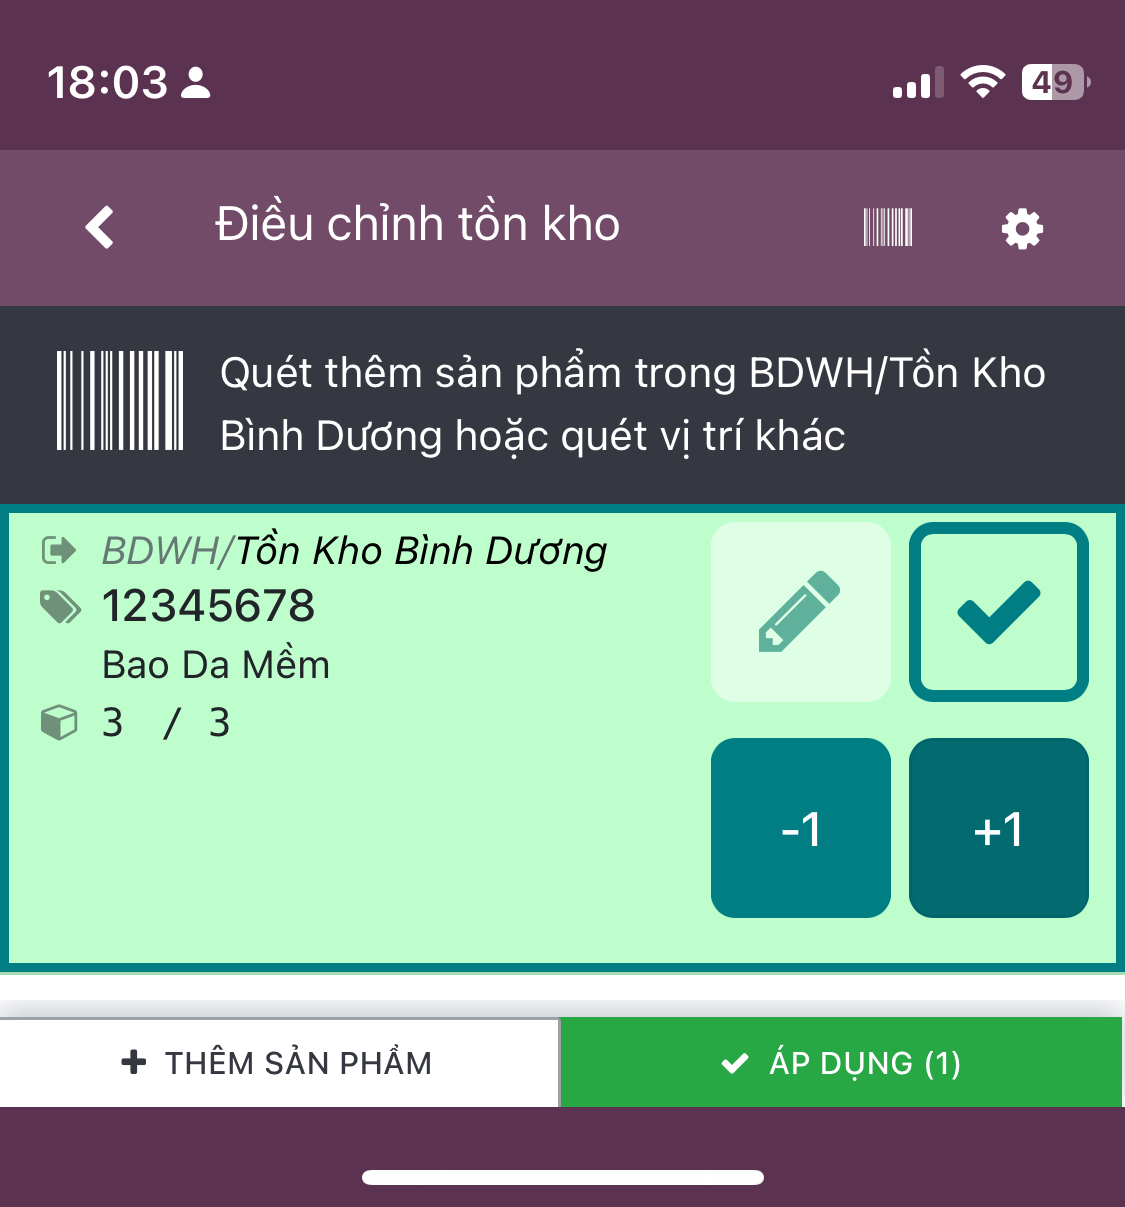 18:03
49
Điều chỉnh tồn kho
Quét thêm sản phẩm trong BDWH/Tồn Kho
Bình Dương hoặc quét vị trí khác
BDWH/Tồn Kho Bình Dương
12345678
Bao Da Mềm
3 / 3
-1
+1
THÊM SẢN PHẨM
ÁP DỤNG (1)